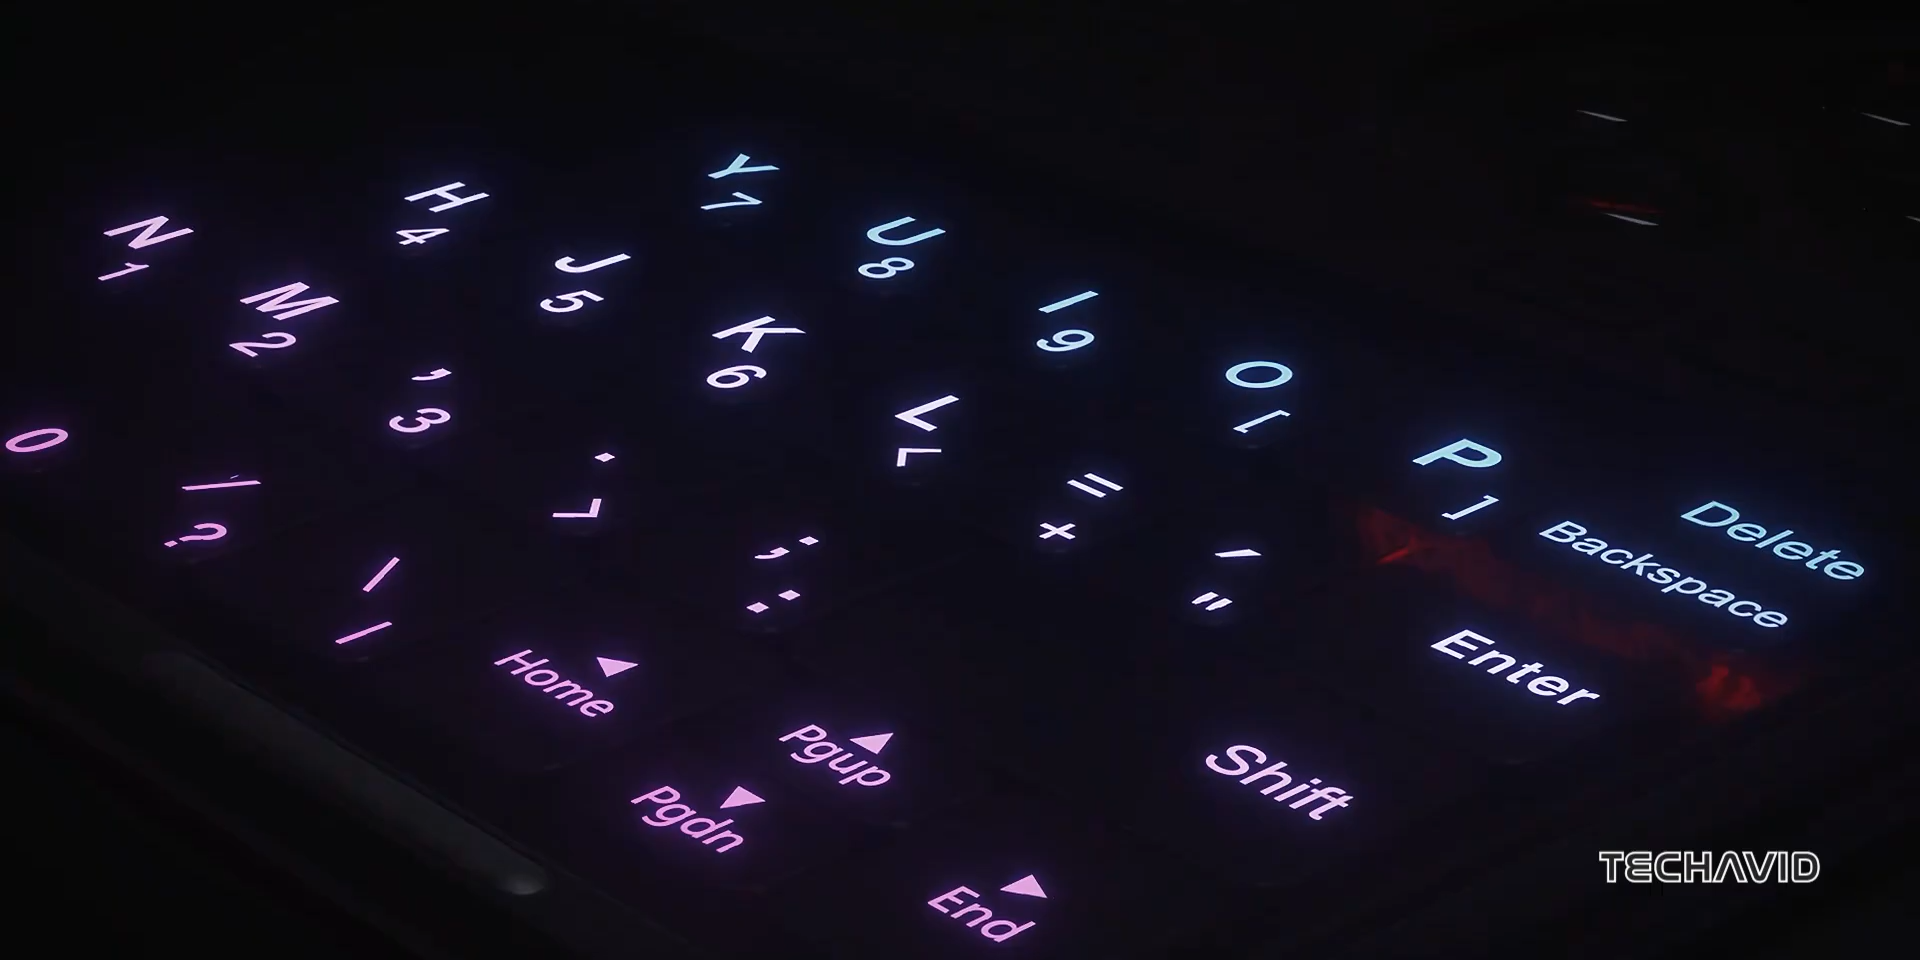 Y
7
U
8
I
9
O
[
P
]
Delete
Backspace
H
4
J
5
K
6
L
<
=
+
'
"
Enter
N
1
M
2
,
3
.
>
;
:
Shift
0
/
?
\
|
Home
Pgup
Pgdn
End
TECHAVID